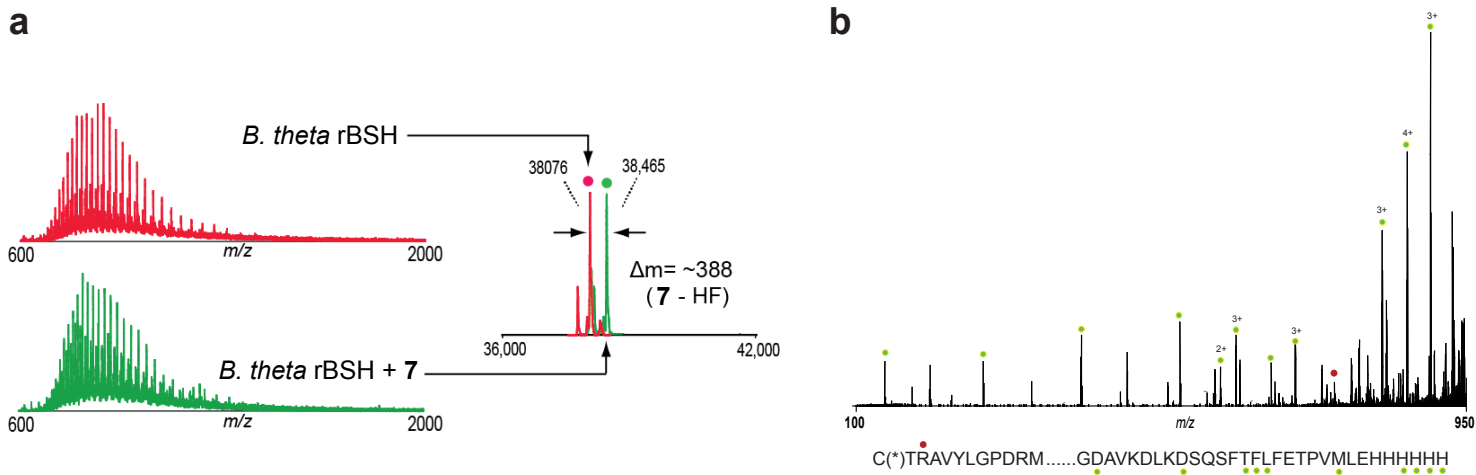 a
B. theta rBSH
38076
38,465
600
m/z
2000
Δm= ~388
(7 - HF)
36,000
42,000
B. theta rBSH + 7
600
m/z
2000
b
3+
4+
3+
3+
3+
2+
100
m/z
950
C(*)TRAVYLGPDRM......GDAVKDLKDSQSFTFLFETPVMLEHHHHHH